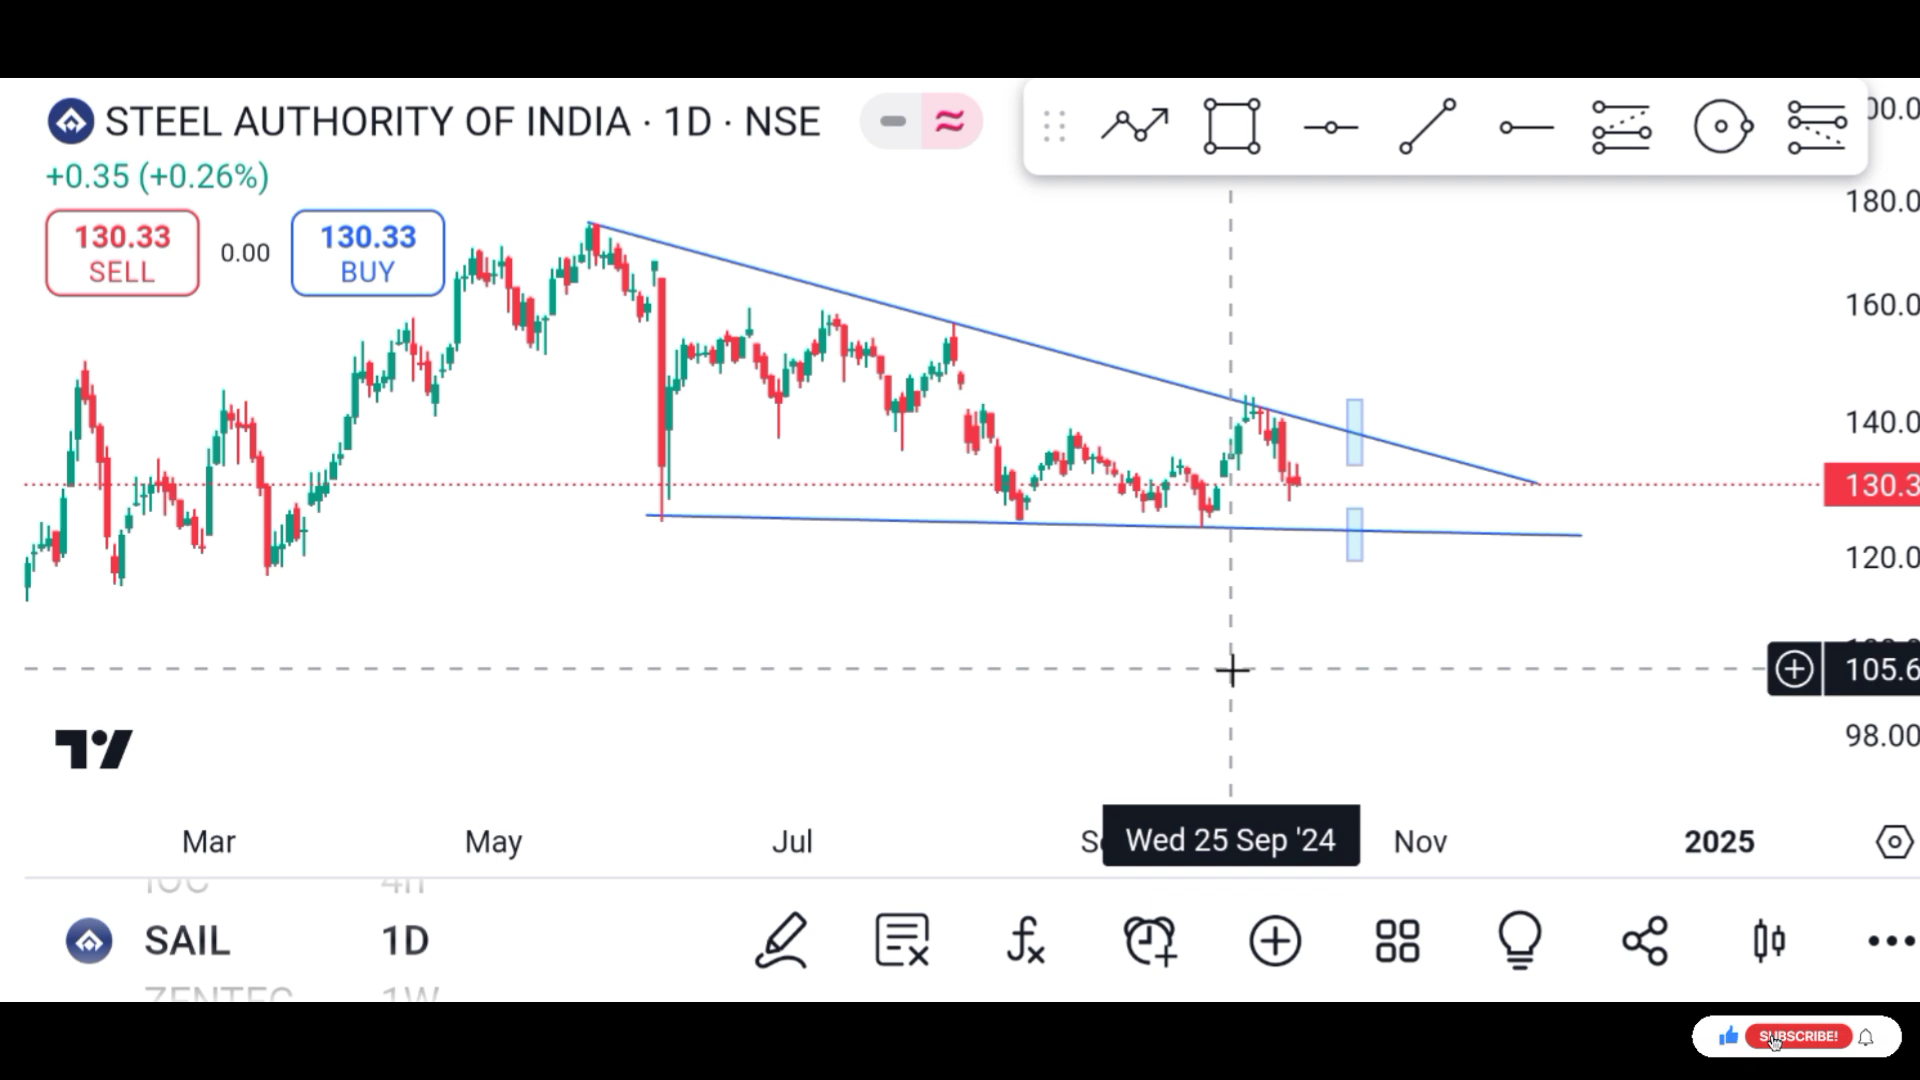 STEEL AUTHORITY OF INDIA · 1D · NSE
+0.35 (+0.26%)
180.0
130.33
SELL
0.00
130.33
BUY
160.0
140.0
130.3
120.0
105.6
98.00
Mar
May
Jul
Wed 25 Sep '24
Nov
2025
SAIL
1D
SUBSCRIBE!